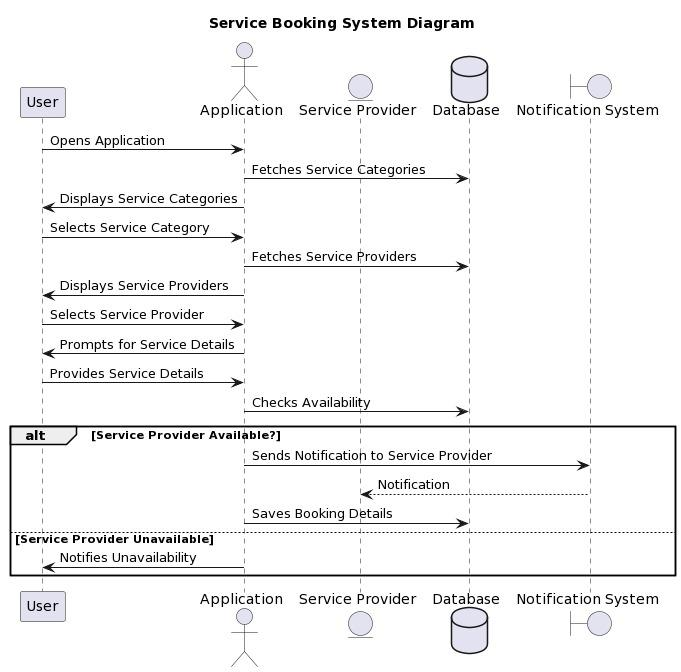 Service Booking System Diagram
User
Application
Service Provider
Database
Notification System
Opens Application
Fetches Service Categories
Displays Service Categories
Selects Service Category
Fetches Service Providers
Displays Service Providers
Selects Service Provider
Prompts for Service Details
Provides Service Details
Checks Availability
alt
[Service Provider Available?]
Sends Notification to Service Provider
Notification
Saves Booking Details
[Service Provider Unavailable]
Notifies Unavailability
User
Application
Service Provider
Database
Notification System